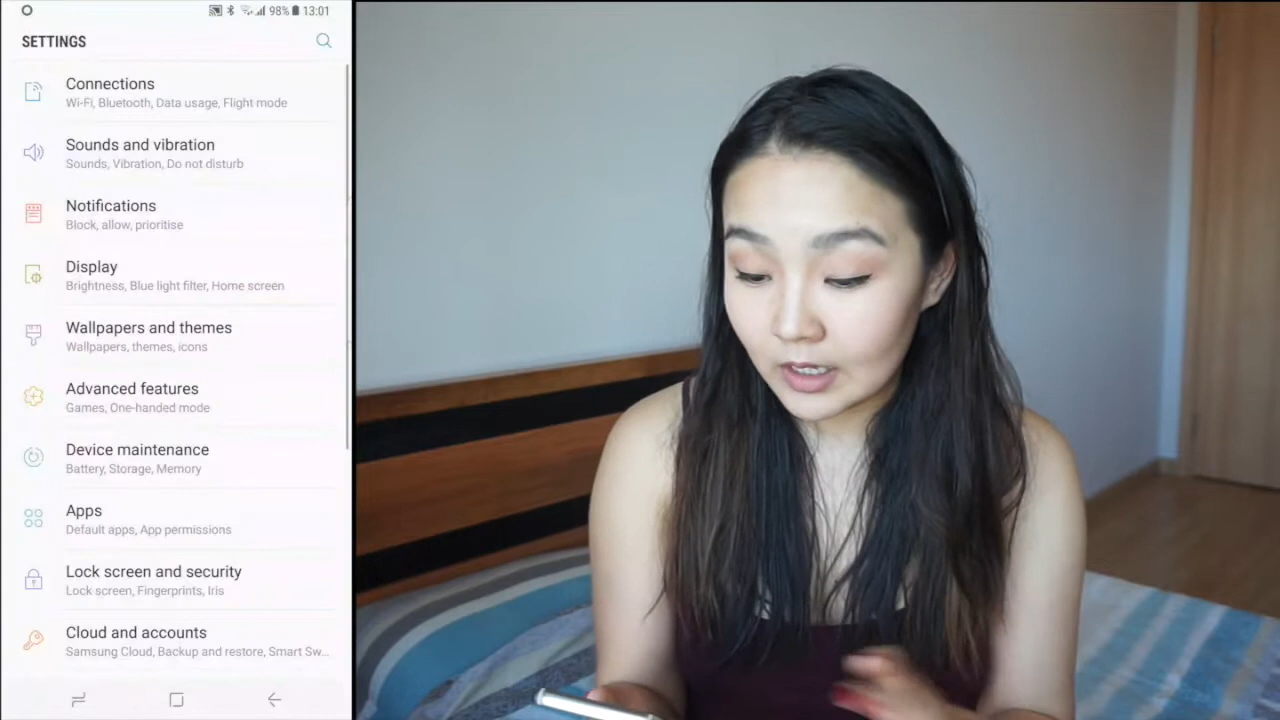 98% 13:01
SETTINGS
Connections
Wi-Fi, Bluetooth, Data usage, Flight mode
Sounds and vibration
Sounds, Vibration, Do not disturb
Notifications
Block, allow, prioritise
Display
Brightness, Blue light filter, Home screen
Wallpapers and themes
Wallpapers, themes, icons
Advanced features
Games, One-handed mode
Device maintenance
Battery, Storage, Memory
Apps
Default apps, App permissions
Lock screen and security
Lock screen, Fingerprints, Iris
Cloud and accounts
Samsung Cloud, Backup and restore, Smart Sw...